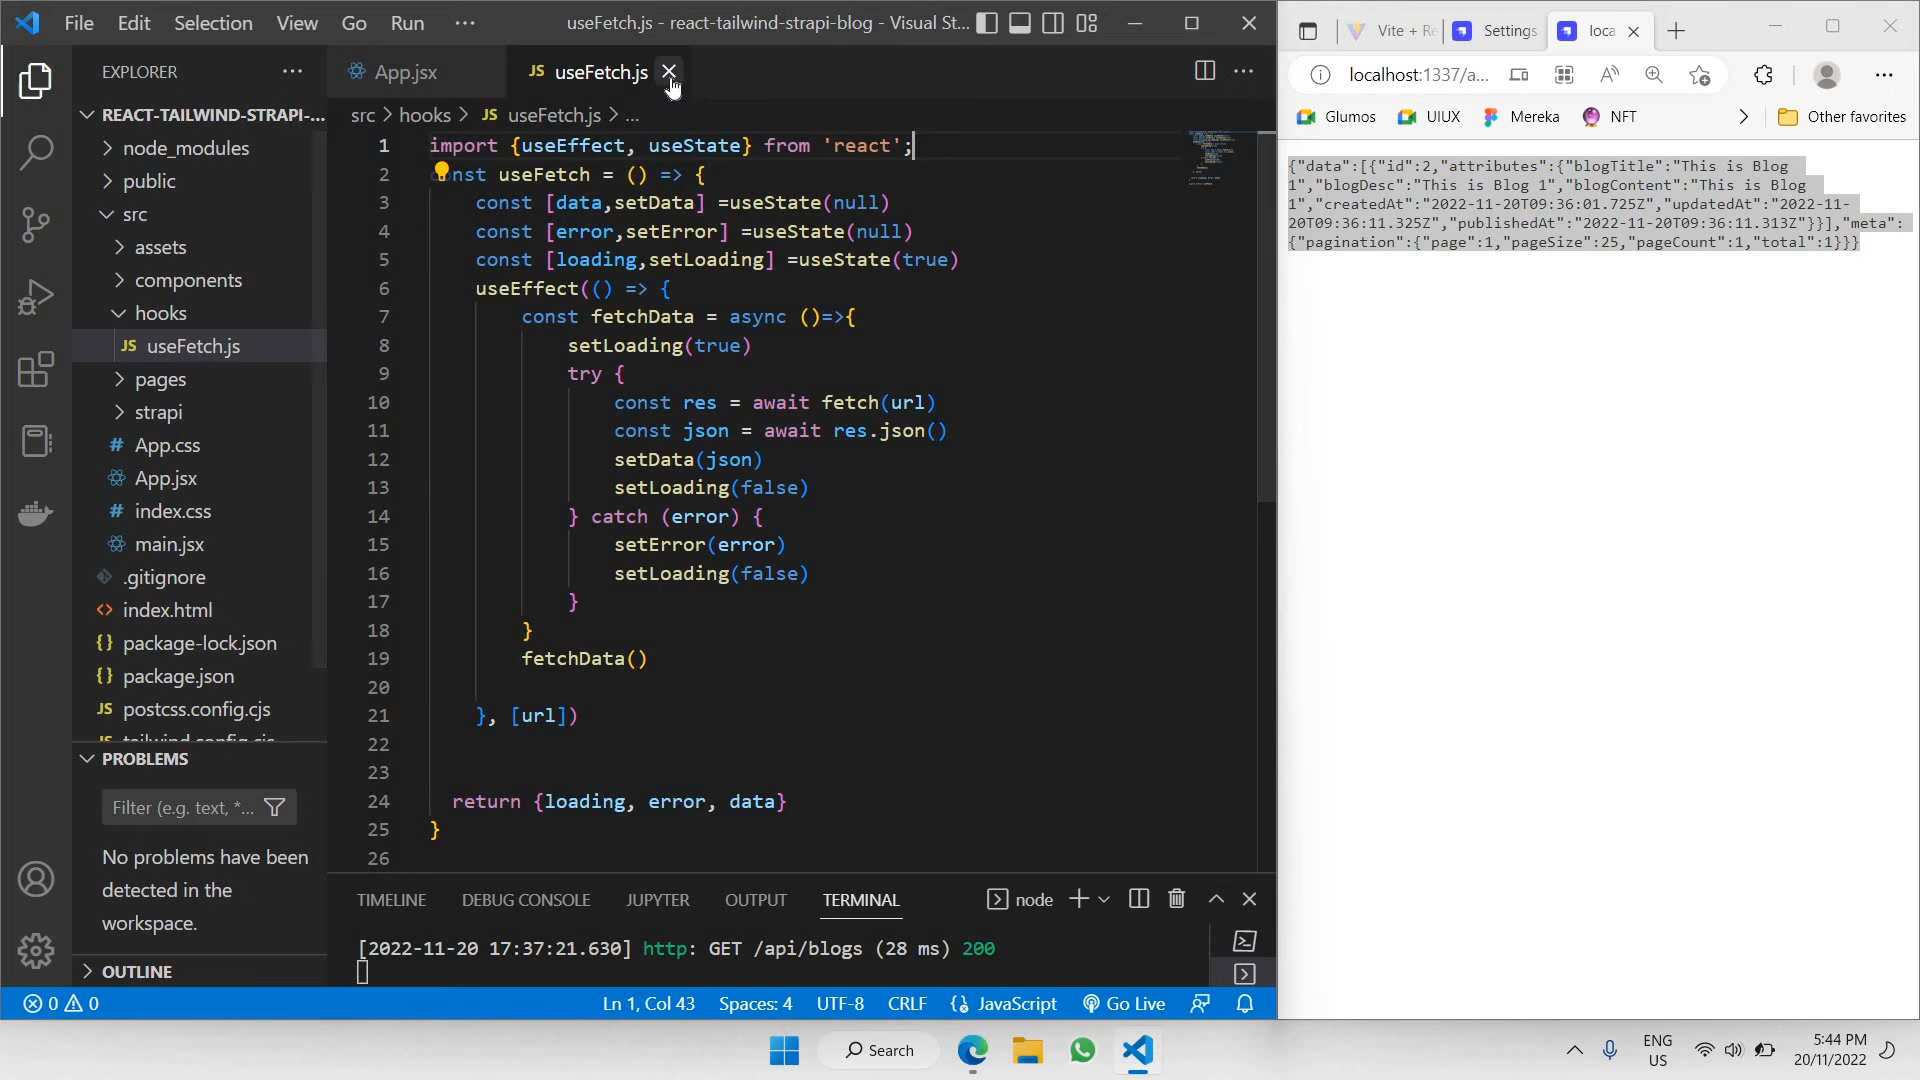 File Edit Selection View Go Run ··· useFetch.js - react-tailwind-strapi-blog - Visual St...
EXPLORER
REACT-TAILWIND-STRAPI-...
node_modules
public
src
assets
components
hooks
JS useFetch.js
pages
strapi
# App.css
App.jsx
# index.css
main.jsx
.gitignore
<> index.html
{} package-lock.json
{} package.json
JS postcss.config.cjs
JS tailwind.config.cjs
PROBLEMS
Filter (e.g. text, *...
No problems have been
detected in the
workspace.
OUTLINE
App.jsx
JS useFetch.js
src > hooks > JS useFetch.js > ...
1 import {useEffect, useState} from 'react';
2 const useFetch = () => {
3 const [data,setData] =useState(null)
4 const [error,setError] =useState(null)
5 const [loading,setLoading] =useState(true)
6 useEffect(() => {
7 const fetchData = async ()=>{
8 setLoading(true)
9 try {
10 const res = await fetch(url)
11 const json = await res.json()
12 setData(json)
13 setLoading(false)
14 } catch (error) {
15 setError(error)
16 setLoading(false)
17 }
18 }
19 fetchData()
20
21 }, [url])
22
23
24 return {loading, error, data}
25 }
26
TIMELINE DEBUG CONSOLE JUPYTER OUTPUT TERMINAL node
[2022-11-20 17:37:21.630] http: GET /api/blogs (28 ms) 200
0 0 Ln 1, Col 43 Spaces: 4 UTF-8 CRLF {} JavaScript Go Live
Vite + Re Settings loca
localhost:1337/a...
Glumos UIUX Mereka NFT Other favorites
{"data":[{"id":2,"attributes":{"blogTitle":"This is Blog
1","blogDesc":"This is Blog 1","blogContent":"This is Blog
1","createdAt":"2022-11-20T09:36:01.725Z","updatedAt":"2022-11-
20T09:36:11.325Z","publishedAt":"2022-11-20T09:36:11.313Z"}}],"meta":
{"pagination":{"page":1,"pageSize":25,"pageCount":1,"total":1}}}
Search
ENG
US
5:44 PM
20/11/2022